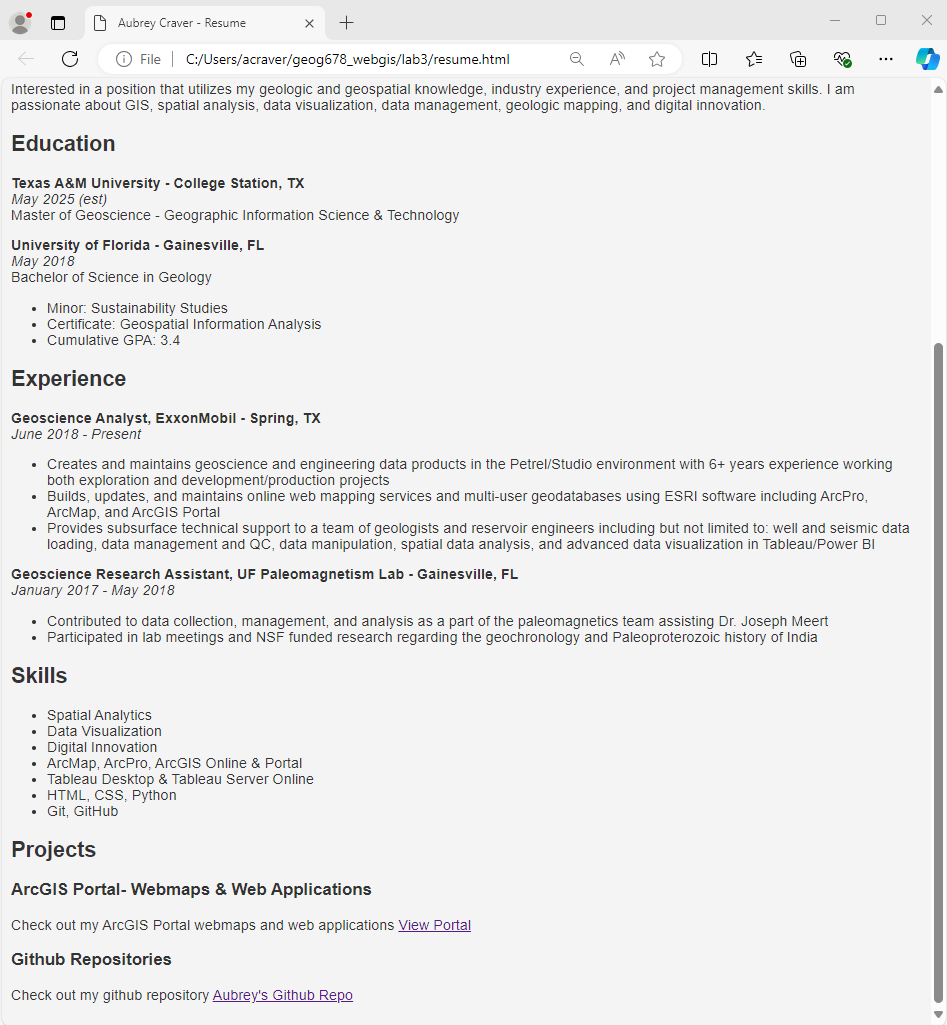 Aubrey Craver - Resume
File
C:/Users/acraver/geog678_webgis/lab3/resume.html
Interested in a position that utilizes my geologic and geospatial knowledge, industry experience, and project management skills. I am
passionate about GIS, spatial analysis, data visualization, data management, geologic mapping, and digital innovation.
Education
Texas A&M University - College Station, TX
May 2025 (est)
Master of Geoscience - Geographic Information Science & Technology
University of Florida - Gainesville, FL
May 2018
Bachelor of Science in Geology
• Minor: Sustainability Studies
• Certificate: Geospatial Information Analysis
• Cumulative GPA: 3.4
Experience
Geoscience Analyst, ExxonMobil - Spring, TX
June 2018 - Present
• Creates and maintains geoscience and engineering data products in the Petrel/Studio environment with 6+ years experience working
both exploration and development/production projects
• Builds, updates, and maintains online web mapping services and multi-user geodatabases using ESRI software including ArcPro,
ArcMap, and ArcGIS Portal
• Provides subsurface technical support to a team of geologists and reservoir engineers including but not limited to: well and seismic data
loading, data management and QC, data manipulation, spatial data analysis, and advanced data visualization in Tableau/Power BI
Geoscience Research Assistant, UF Paleomagnetism Lab - Gainesville, FL
January 2017 - May 2018
• Contributed to data collection, management, and analysis as a part of the paleomagnetics team assisting Dr. Joseph Meert
• Participated in lab meetings and NSF funded research regarding the geochronology and Paleoproterozoic history of India
Skills
• Spatial Analytics
• Data Visualization
• Digital Innovation
• ArcMap, ArcPro, ArcGIS Online & Portal
• Tableau Desktop & Tableau Server Online
• HTML, CSS, Python
• Git, GitHub
Projects
ArcGIS Portal- Webmaps & Web Applications
Check out my ArcGIS Portal webmaps and web applications View Portal
Github Repositories
Check out my github repository Aubrey's Github Repo